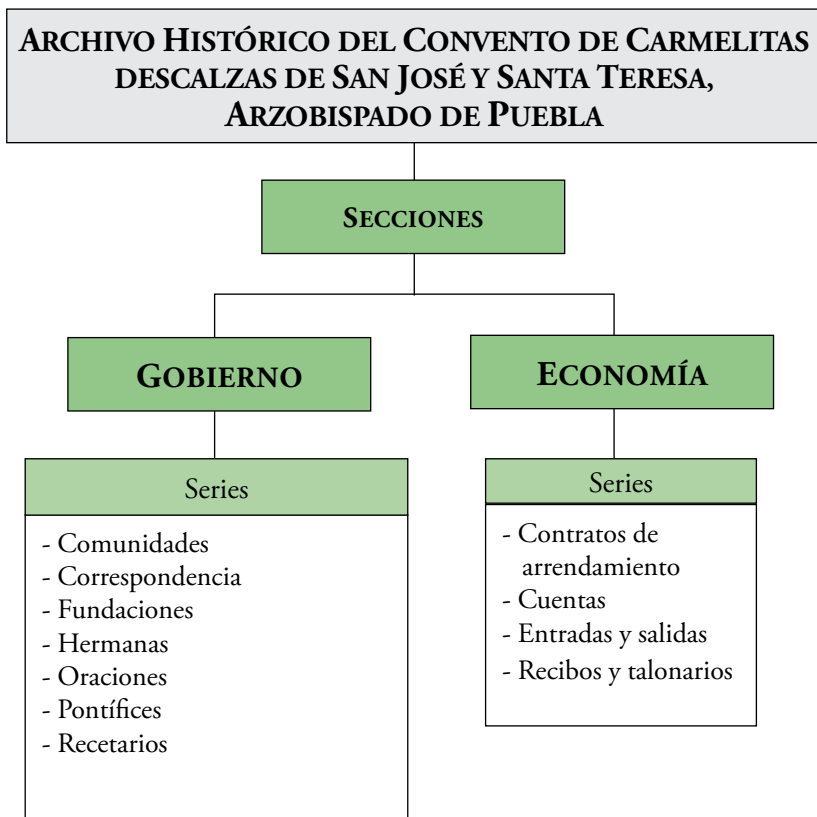 ARCHIVO HISTÓRICO DEL CONVENTO DE CARMELITAS
DESCALZAS DE SAN JOSÉ Y SANTA TERESA,
ARZOBISPADO DE PUEBLA
SECCIONES
GOBIERNO
Series
- Comunidades
- Correspondencia
- Fundaciones
- Hermanas
- Oraciones
- Pontífices
- Recetarios
ECONOMÍA
Series
- Contratos de
arrendamiento
- Cuentas
- Entradas y salidas
- Recibos y talonarios